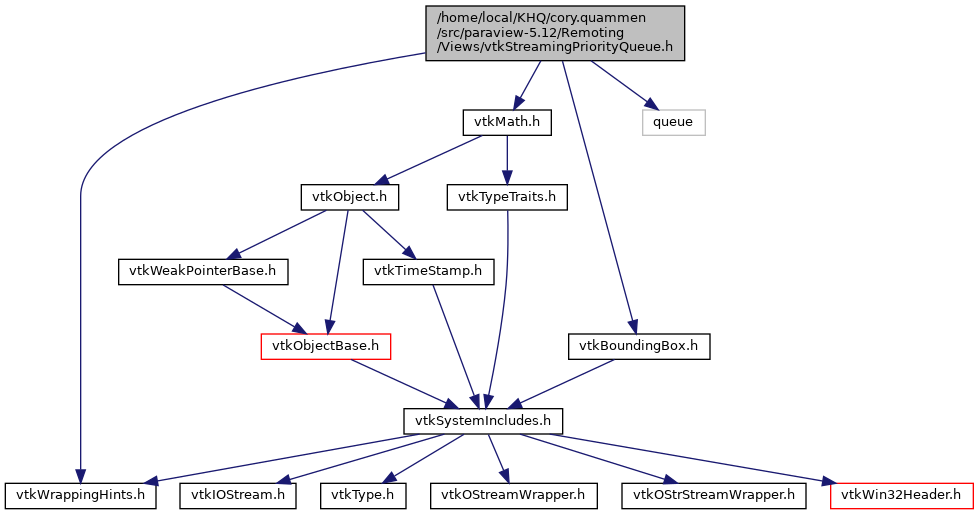 /home/local/KHQ/cory.quammen
/src/paraview-5.12/Remoting
/Views/vtkStreamingPriorityQueue.h
vtkMath.h
queue
vtkObject.h
vtkTypeTraits.h
vtkWeakPointerBase.h
vtkTimeStamp.h
vtkObjectBase.h
vtkBoundingBox.h
vtkSystemIncludes.h
vtkWrappingHints.h
vtkIOStream.h
vtkType.h
vtkOStreamWrapper.h
vtkOStrStreamWrapper.h
vtkWin32Header.h